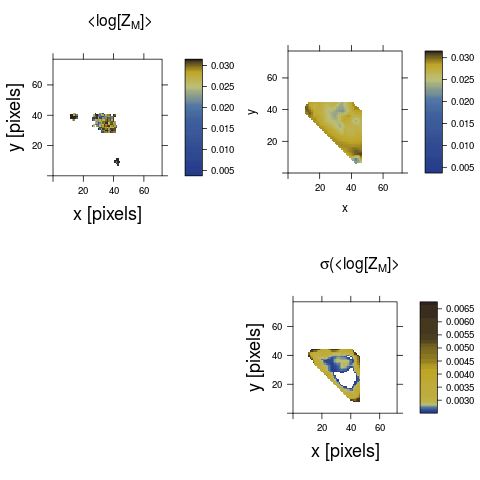 <log[Z_M]>
0.030
0.025
0.020
0.015
0.010
0.005
60
40
20
y [pixels]
20 40 60
x [pixels]
0.030
0.025
0.020
0.015
0.010
0.005
60
40
20
y
20 40 60
x
σ(<log[Z_M]>
0.0065
0.0060
0.0055
0.0050
0.0045
0.0040
0.0035
0.0030
60
40
20
y [pixels]
20 40 60
x [pixels]